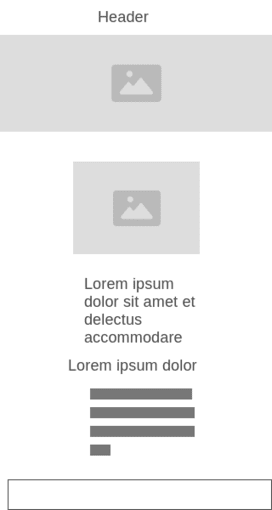 Header
Lorem ipsum
dolor sit amet et
delectus
accommodare
Lorem ipsum dolor